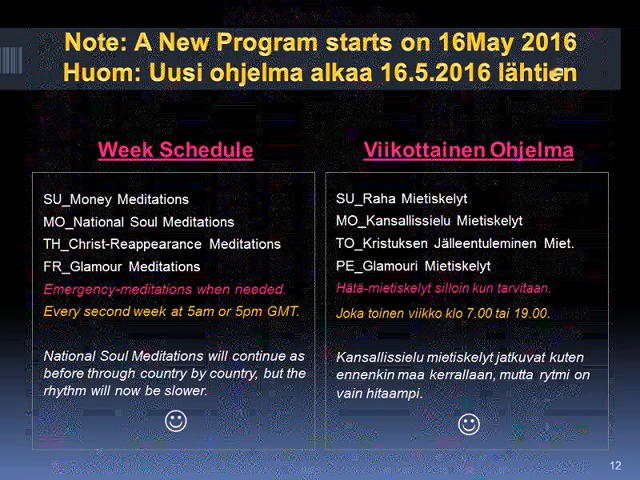 Note: A New Program starts on 16May 2016
Huom: Uusi ohjelma alkaa 16.5.2016 lähtien
Week Schedule
SU_Money Meditations
MO_National Soul Meditations
TH_Christ-Reappearance Meditations
FR_Glamour Meditations
Emergency-meditations when needed.
Every second week at 5am or 5pm GMT.
National Soul Meditations will continue as
before through country by country, but the
rhythm will now be slower.
Viikottainen Ohjelma
SU_Raha Mietiskelyt
MO_Kansallissielu Mietiskelyt
TO_Kristuksen Jälleentuleminen Miet.
PE_Glamouri Mietiskelyt
Hätä-mietiskelyt silloin kun tarvitaan.
Joka toinen viikko klo 7.00 tai 19.00.
Kansallissielu mietiskelyt jatkuvat kuten
ennenkin maa kerrallaan, mutta rytmi on
vain hitaampi.
12